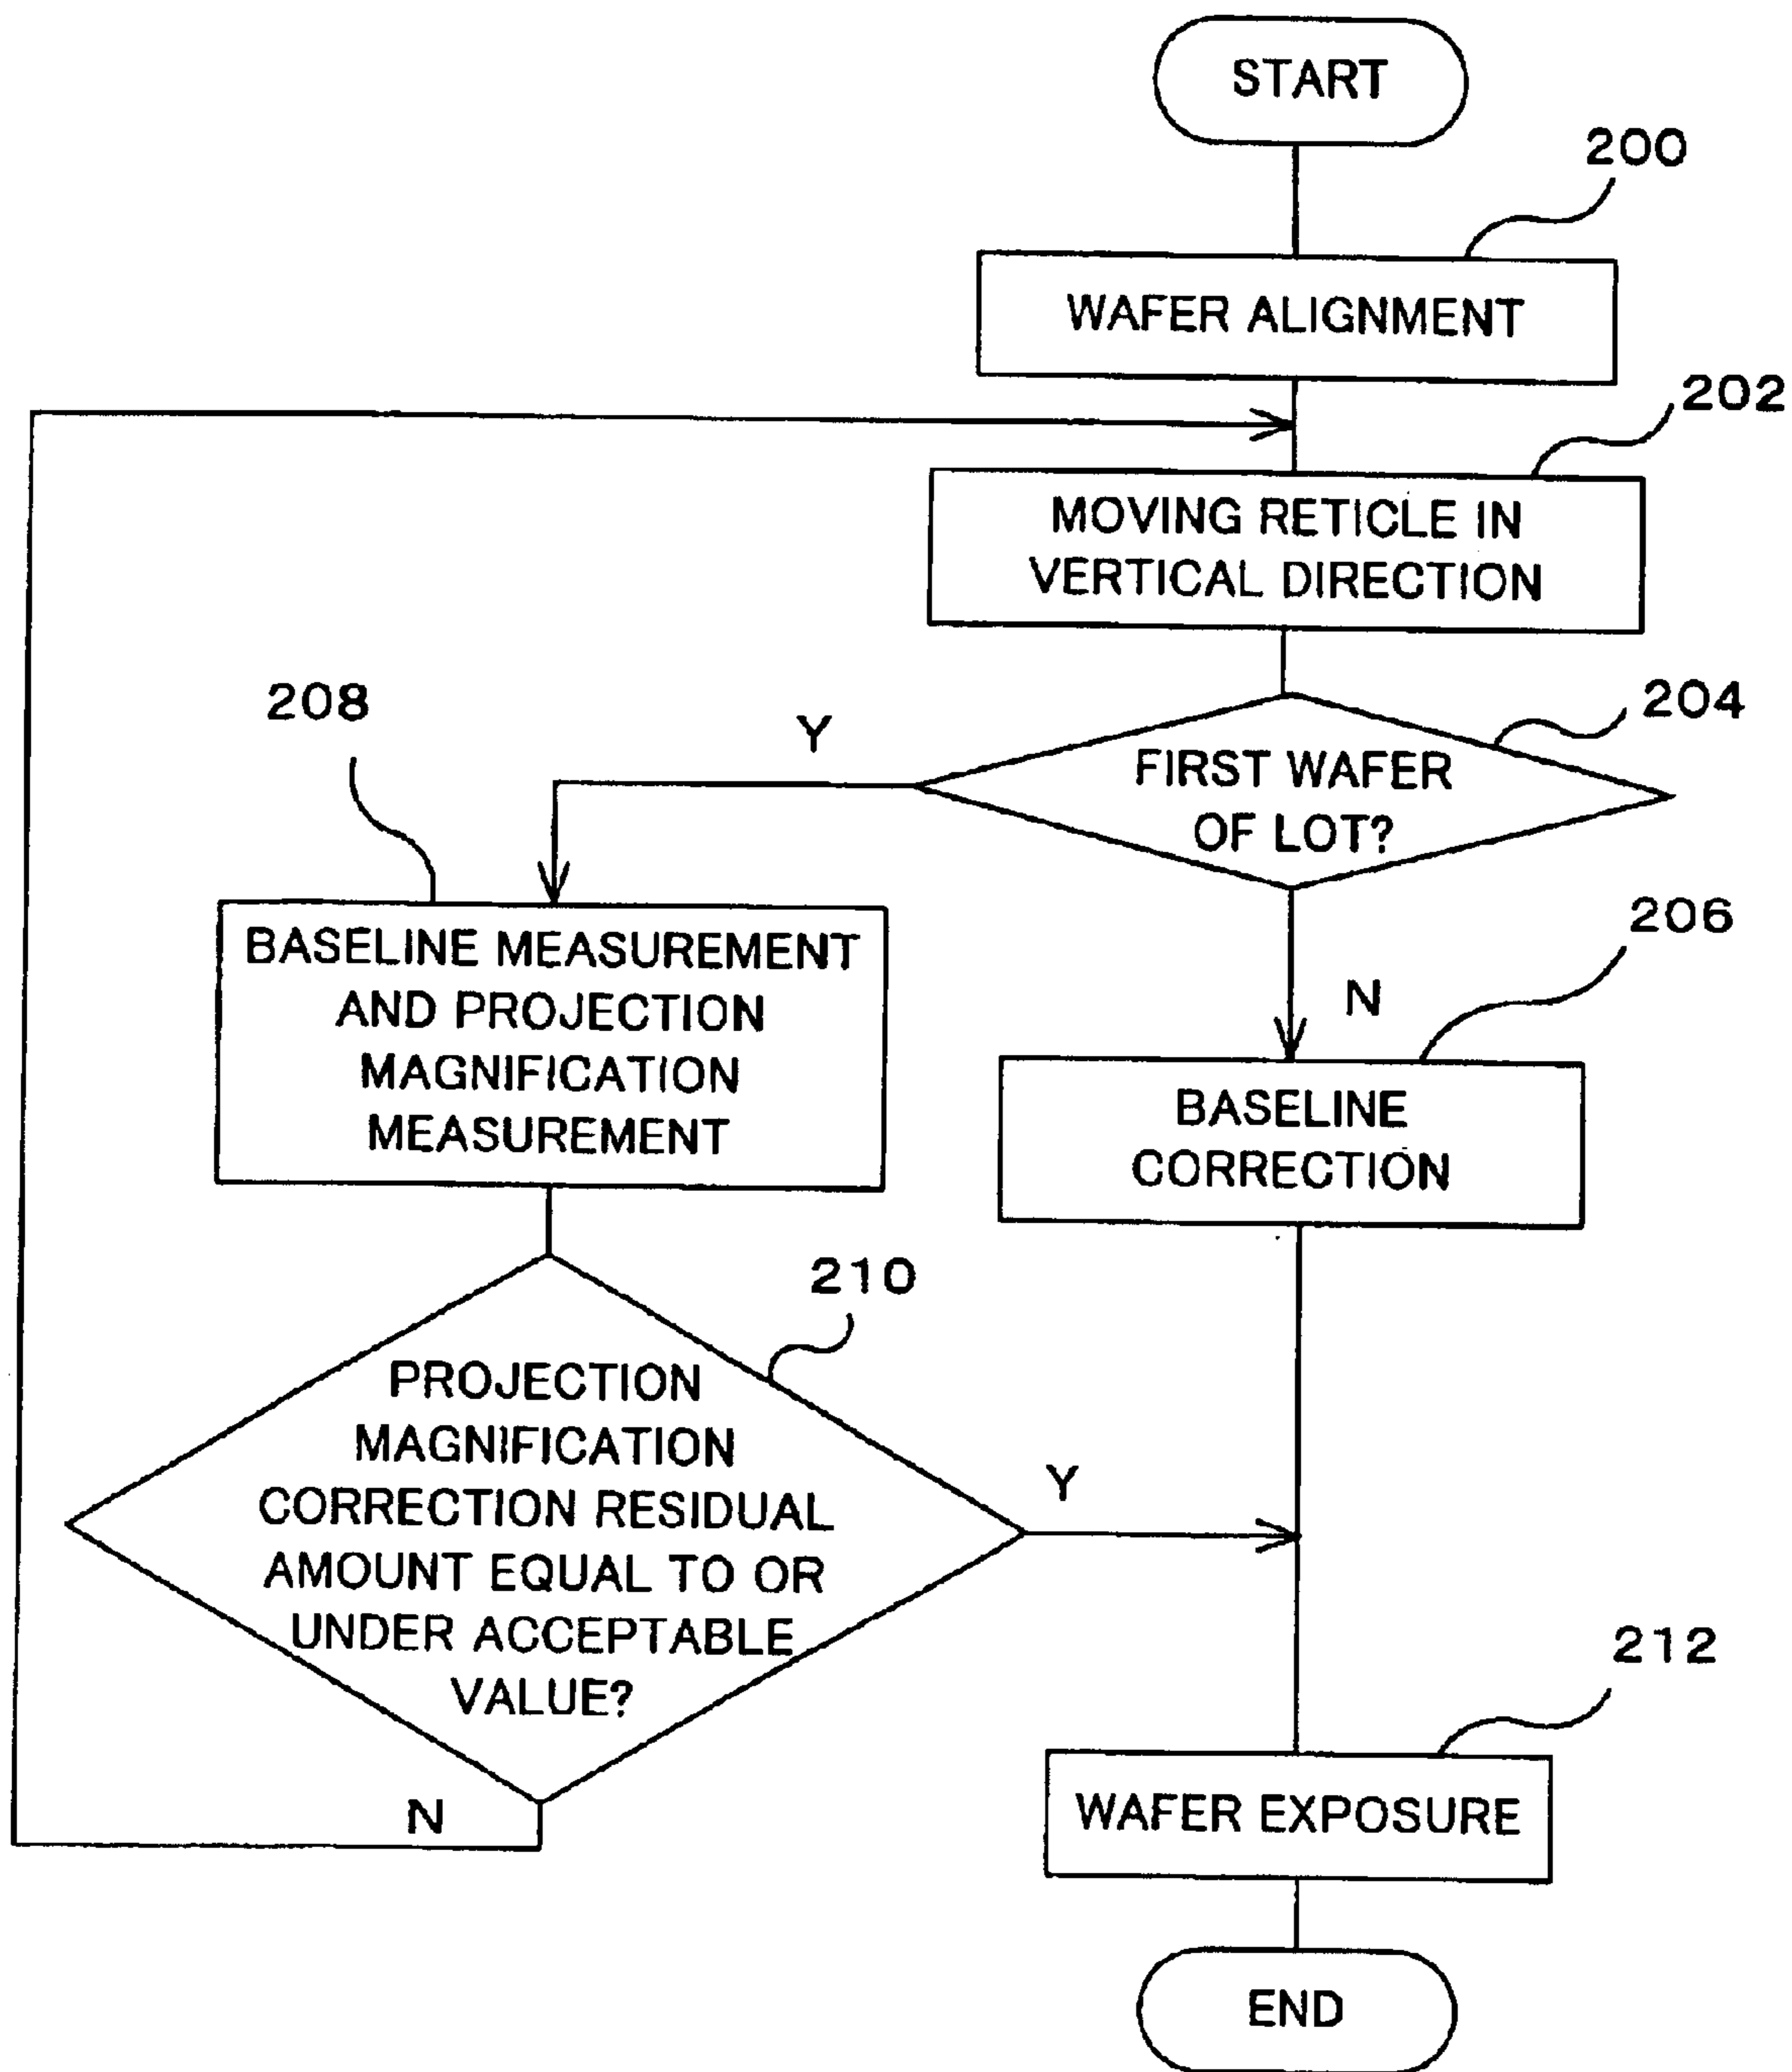 START
200
WAFER ALIGNMENT
202
MOVING RETICLE IN
VERTICAL DIRECTION
204
FIRST WAFER
OF LOT?
Y
N
208
BASELINE MEASUREMENT
AND PROJECTION
MAGNIFICATION
MEASUREMENT
206
BASELINE
CORRECTION
210
PROJECTION
MAGNIFICATION
CORRECTION RESIDUAL
AMOUNT EQUAL TO OR
UNDER ACCEPTABLE
VALUE?
Y
N
212
WAFER EXPOSURE
END